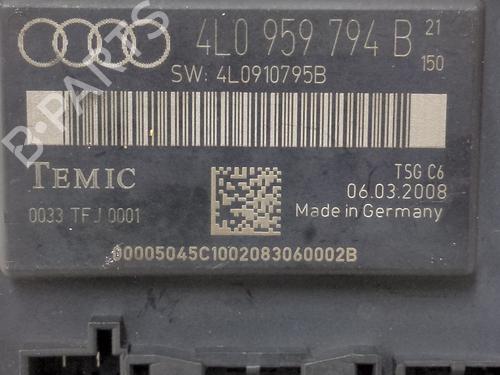 4L0 959 794 B 21
150
SW: 4L0910795B
TEMIC
TSG C6
06.03.2008
0033 TFJ 0001
Made in Germany
00005045C1002083060002B
B-PARTS